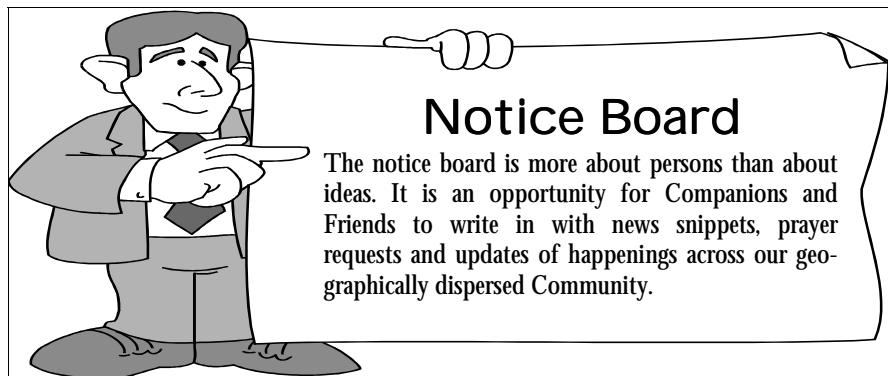 Notice Board
The notice board is more about persons than about
ideas. It is an opportunity for Companions and
Friends to write in with news snippets, prayer
requests and updates of happenings across our geo-
graphically dispersed Community.